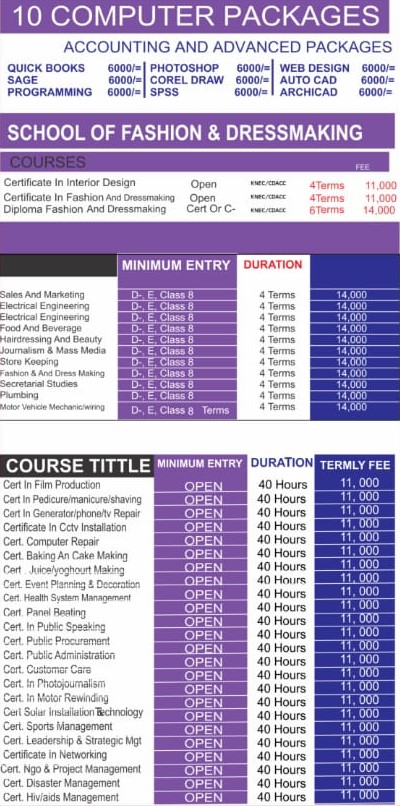 10 COMPUTER PACKAGES
ACCOUNTING AND ADVANCED PACKAGES
QUICK BOOKS 6000/= PHOTOSHOP 6000/= WEB DESIGN 6000/=
SAGE 6000/= COREL DRAW 6000/= AUTO CAD 6000/=
PROGRAMMING 6000/= SPSS 6000/= ARCHICAD 6000/=
SCHOOL OF FASHION & DRESSMAKING
COURSES FEE
Certificate In Interior Design Open KNEC/CDACC 4Terms 11,000
Certificate In Fashion And Dressmaking Open KNEC/CDACC 4Terms 11,000
Diploma Fashion And Dressmaking Cert Or C- KNEC/CDACC 6Terms 14,000
MINIMUM ENTRY DURATION
Sales And Marketing D-, E, Class 8 4 Terms 14,000
Electrical Engineering D-, E, Class 8 4 Terms 14,000
Electrical Engineering D-, E, Class 8 4 Terms 14,000
Food And Beverage D-, E, Class 8 4 Terms 14,000
Hairdressing And Beauty D-, E, Class 8 4 Terms 14,000
Journalism & Mass Media D-, E, Class 8 4 Terms 14,000
Store Keeping D-, E, Class 8 4 Terms 14,000
Fashion & And Dress Making D-, E, Class 8 4 Terms 14,000
Secretarial Studies D-, E, Class 8 4 Terms 14,000
Plumbing D-, E, Class 8 4 Terms 14,000
Motor Vehicle Mechanic/wiring D-, E, Class 8 Terms 4 Terms 14,000
COURSE TITTLE MINIMUM ENTRY DURATION TERMLY FEE
Cert In Film Production OPEN 40 Hours 11, 000
Cert In Pedicure/manicure/shaving OPEN 40 Hours 11, 000
Cert In Generator/phone/tv Repair OPEN 40 Hours 11, 000
Certificate In Cctv Installation OPEN 40 Hours 11, 000
Cert. Computer Repair OPEN 40 Hours 11, 000
Cert. Baking An Cake Making OPEN 40 Hours 11, 000
Cert . Juice/yoghourt Making OPEN 40 Hours 11, 000
Cert. Event Planning & Decoration OPEN 40 Hours 11, 000
Cert. Health System Management OPEN 40 Hours 11, 000
Cert. Panel Beating OPEN 40 Hours 11, 000
Cert. In Public Speaking OPEN 40 Hours 11, 000
Cert. Public Procurement OPEN 40 Hours 11, 000
Cert. Public Administration OPEN 40 Hours 11, 000
Cert. Customer Care OPEN 40 Hours 11, 000
Cert. In Photojournalism OPEN 40 Hours 11, 000
Cert. In Motor Rewinding OPEN 40 Hours 11, 000
Cert Solar Installation Technology OPEN 40 Hours 11, 000
Cert. Sports Management OPEN 40 Hours 11, 000
Cert. Leadership & Strategic Mgt OPEN 40 Hours 11, 000
Certificate In Networking OPEN 40 Hours 11, 000
Cert. Ngo & Project Management OPEN 40 Hours 11, 000
Cert. Disaster Management OPEN 40 Hours 11, 000
Cert. Hiv/aids Management OPEN 40 Hours 11, 000